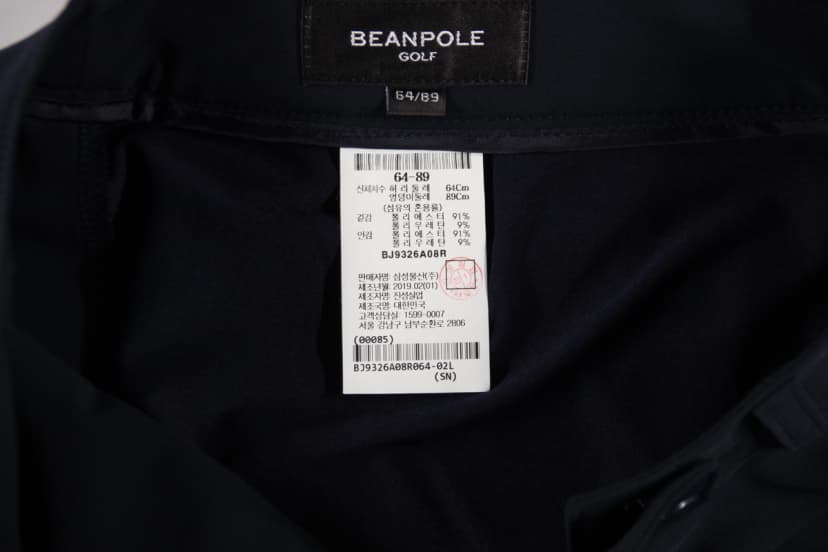 BEANPOLE
GOLF
64/89
64-89
신체치수 허리둘레 64Cm
엉덩이둘레 89Cm
(섬유의 혼용률)
겉감 폴리에스터 91%
폴리우레탄 9%
안감 폴리에스터 91%
폴리우레탄 9%
BJ9326A08R
판매자명: 삼성물산(주)
제조년월: 2019.02(01)
제조자명: 진성실업
제조국명: 대한민국
고객상담실: 1599-0007
서울 강남구 남부순환로 2806
(00085)
BJ9326A08R064-02L
(SN)